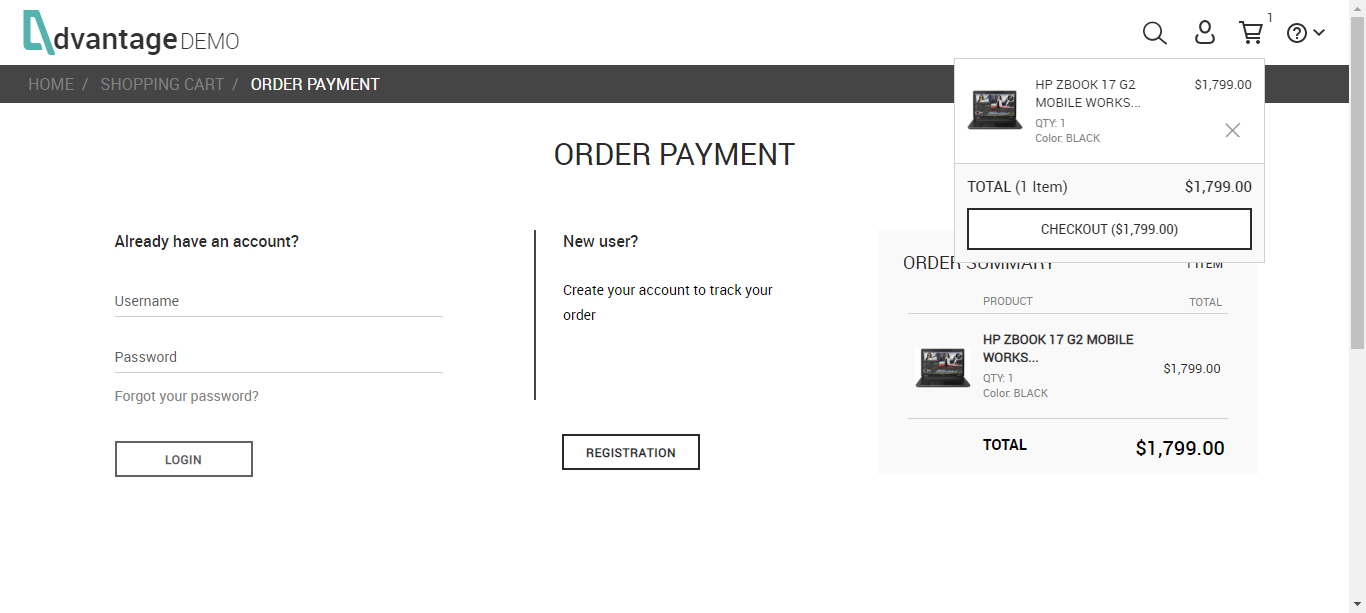 dvantage DEMO
1
HOME / SHOPPING CART / ORDER PAYMENT
HP ZBOOK 17 G2
MOBILE WORKS...
$1,799.00
QTY: 1
Color: BLACK
TOTAL (1 Item) $1,799.00
CHECKOUT ($1,799.00)
ORDER PAYMENT
Already have an account?
Username
Password
Forgot your password?
LOGIN
New user?
Create your account to track your
order
REGISTRATION
ORDER SUMMARY 1 ITEM
PRODUCT TOTAL
HP ZBOOK 17 G2 MOBILE
WORKS...
QTY: 1
Color: BLACK
$1,799.00
TOTAL $1,799.00